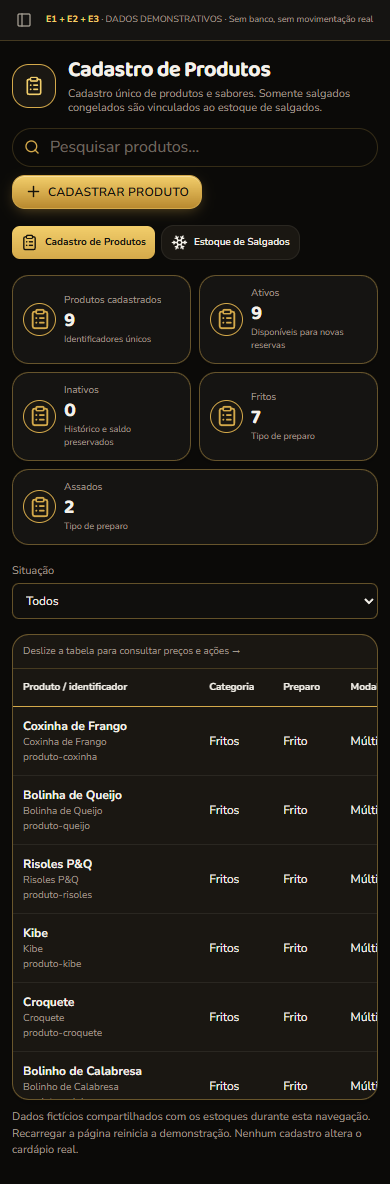 E1 + E2 + E3 · DADOS DEMONSTRATIVOS · Sem banco, sem movimentação real
Cadastro de Produtos
Cadastro único de produtos e sabores. Somente salgados
congelados são vinculados ao estoque de salgados.
Pesquisar produtos...
CADASTRAR PRODUTO
Cadastro de Produtos
Estoque de Salgados
Produtos cadastrados
9
Identificadores únicos
Ativos
9
Disponíveis para novas
reservas
Inativos
0
Histórico e saldo
preservados
Fritos
7
Tipo de preparo
Assados
2
Tipo de preparo
Situação
Todos
Deslize a tabela para consultar preços e ações →
Produto / identificador Categoria Preparo Modal
Coxinha de Frango
Coxinha de Frango Fritos Frito Múlti
produto-coxinha
Bolinha de Queijo
Bolinha de Queijo Fritos Frito Múlti
produto-queijo
Risoles P&Q
Risoles P&Q Fritos Frito Múlti
produto-risoles
Kibe
Kibe Fritos Frito Múlti
produto-kibe
Croquete
Croquete Fritos Frito Múlti
produto-croquete
Bolinho de Calabresa
Bolinho de Calabresa Fritos Frito Múlti
Dados fictícios compartilhados com os estoques durante esta navegação.
Recarregar a página reinicia a demonstração. Nenhum cadastro altera o
cardápio real.